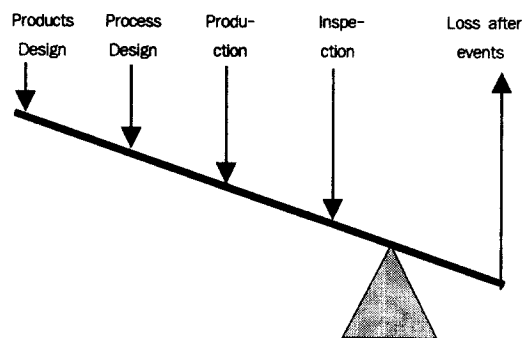 Products
Design
Process
Design
Produ-
ction
Inspe-
ction
Loss after
events